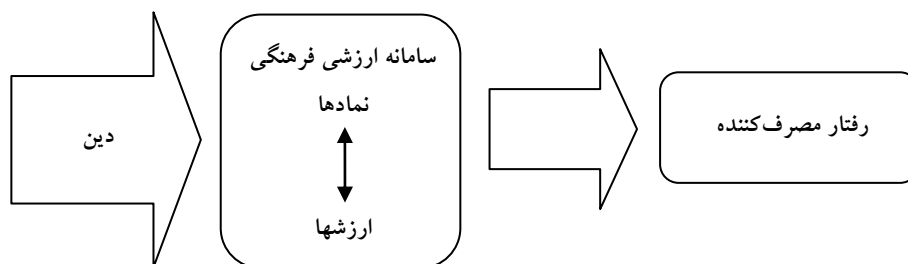 دین
سامانه ارزشی فرهنگی
نمادها
ارزشها
رفتار مصرف‌کننده